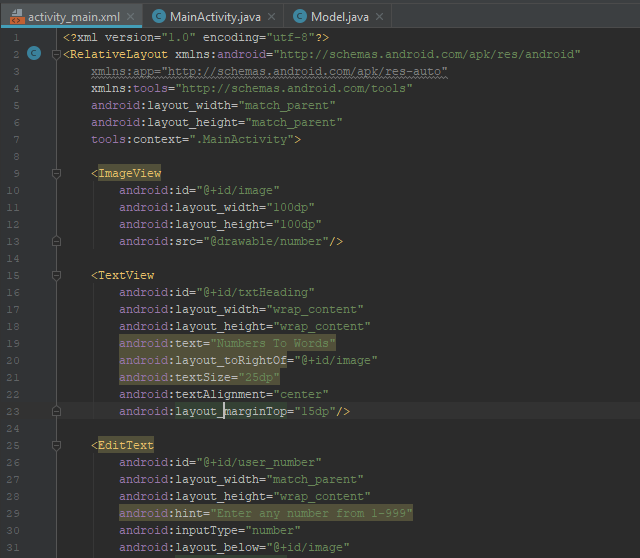 activity_main.xml × MainActivity.java × Model.java ×
1 <?xml version="1.0" encoding="utf-8"?>
2 <RelativeLayout xmlns:android="http://schemas.android.com/apk/res/android"
3 xmlns:app="http://schemas.android.com/apk/res-auto"
4 xmlns:tools="http://schemas.android.com/tools"
5 android:layout_width="match_parent"
6 android:layout_height="match_parent"
7 tools:context=".MainActivity">
8
9 <ImageView
10 android:id="@+id/image"
11 android:layout_width="100dp"
12 android:layout_height="100dp"
13 android:src="@drawable/number"/>
14
15 <TextView
16 android:id="@+id/txtHeading"
17 android:layout_width="wrap_content"
18 android:layout_height="wrap_content"
19 android:text="Numbers To Words"
20 android:layout_toRightOf="@+id/image"
21 android:textSize="25dp"
22 android:textAlignment="center"
23 android:layout_marginTop="15dp"/>
24
25 <EditText
26 android:id="@+id/user_number"
27 android:layout_width="match_parent"
28 android:layout_height="wrap_content"
29 android:hint="Enter any number from 1-999"
30 android:inputType="number"
31 android:layout_below="@+id/image"